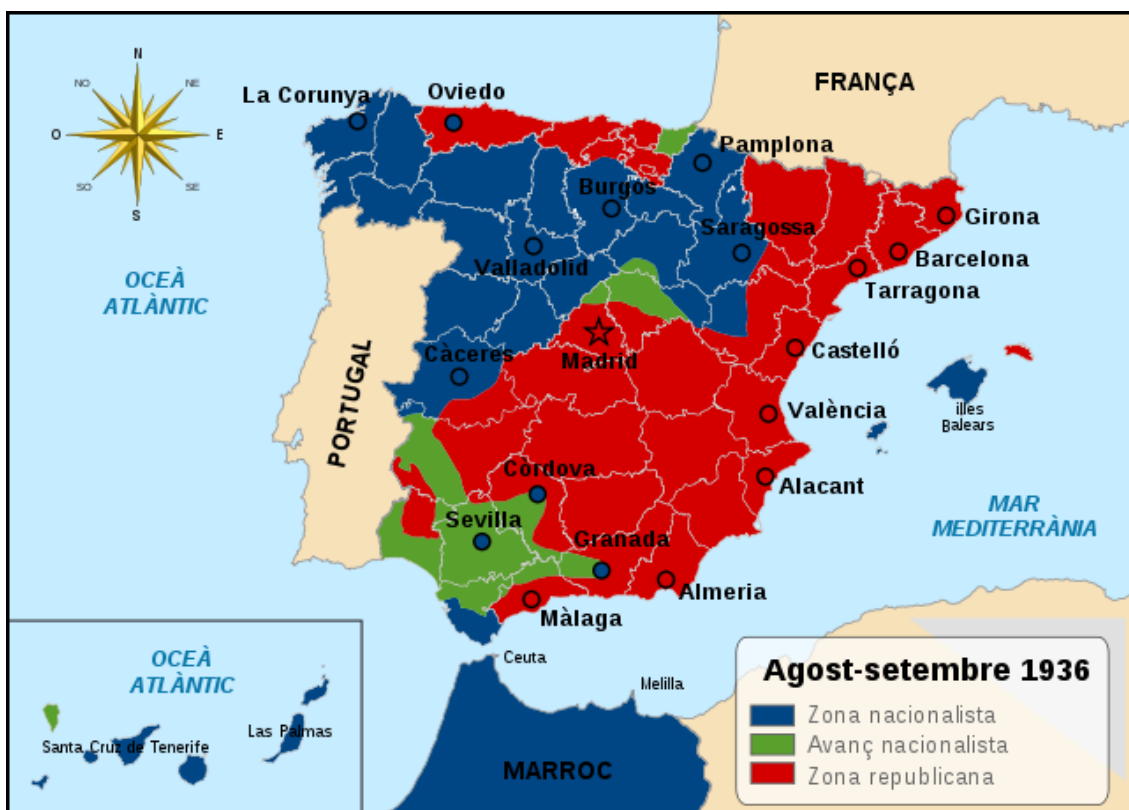 N
NO
NE
O
E
SO
SE
S
FRANÇA
La Corunya
Oviedo
Pamplona
Burgos
Saragossa
Girona
Valladolid
Barcelona
Tarragona
OCEÀ
ATLÀNTIC
Madrid
Castelló
Càceres
PORTUGAL
València
illes
Balears
Còrdova
Alacant
Sevilla
Granada
MAR
MEDITERRÀNIA
Almeria
Màlaga
Ceuta
Melilla
MARROC
OCEÀ
ATLÀNTIC
Las Palmas
Santa Cruz de Tenerife
Agost-setembre 1936
Zona nacionalista
Avanç nacionalista
Zona republicana